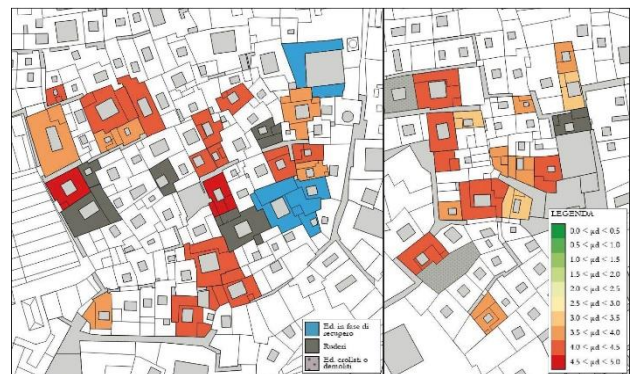 Ed. in fase di
recupero
Ruderi
Ed. crollati o
demoliti
LEGENDA
0.0 < μd < 0.5
0.5 < μd < 1.0
1.0 < μd < 1.5
1.5 < μd < 2.0
2.0 < μd < 2.5
2.5 < μd < 3.0
3.0 < μd < 3.5
3.5 < μd < 4.0
4.0 < μd < 4.5
4.5 < μd < 5.0